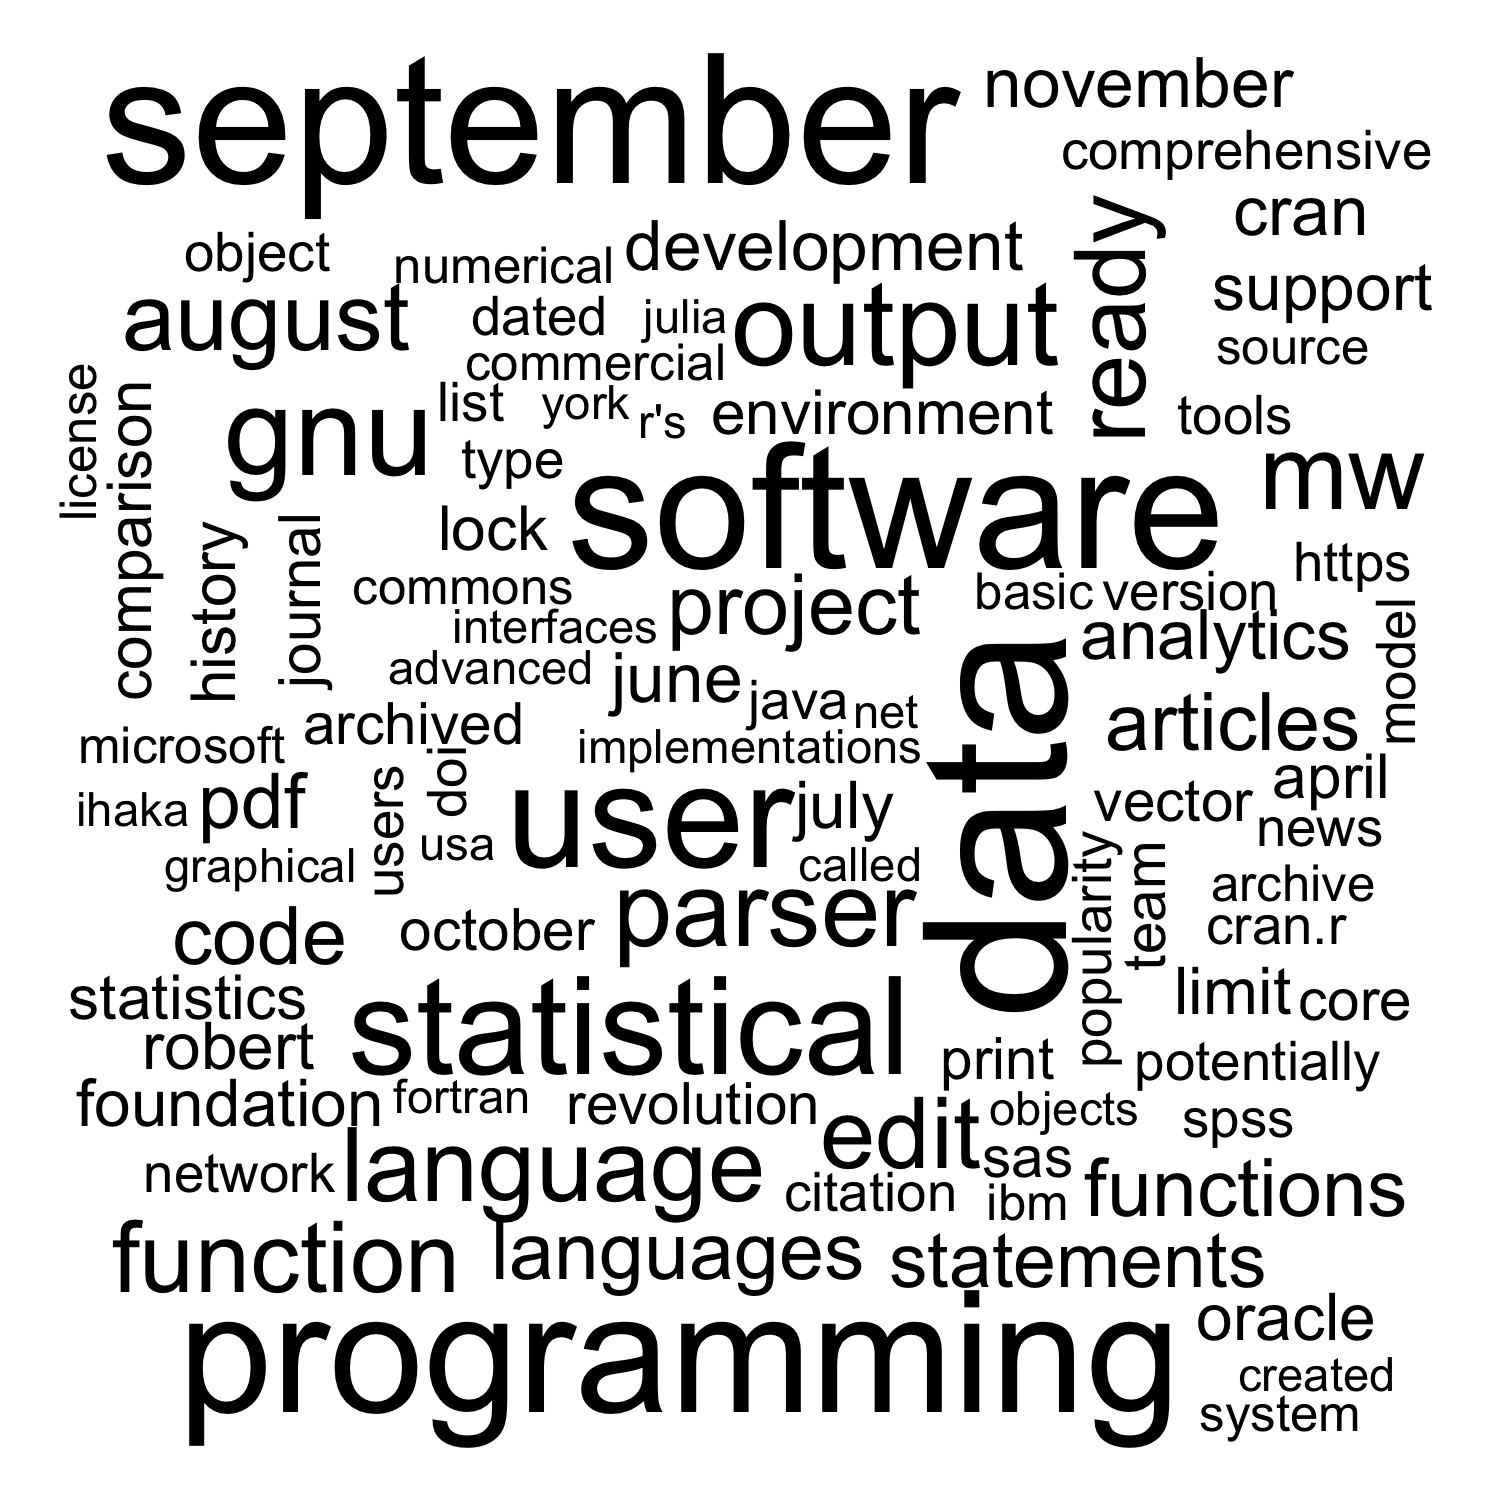 september
november
comprehensive
cran
ready
object
numerical
development
support
august
dated
julia
output
source
commercial
license
comparison
gnu
list
york
r's
environment
tools
type
software
mw
history
journal
lock
https
commons
project
basic
version
interfaces
data
analytics
model
advanced
june
java
net
articles
archived
microsoft
implementations
april
ihaka
pdf
users
doi
user
july
vector
news
usa
graphical
called
popularity
team
archive
parser
code
october
cran.r
statistics
statistical
limit
core
robert
print
potentially
foundation
fortran
revolution
edit
objects
spss
network
language
sas
citation
ibm
functions
function
languages
statements
programming
oracle
created
system